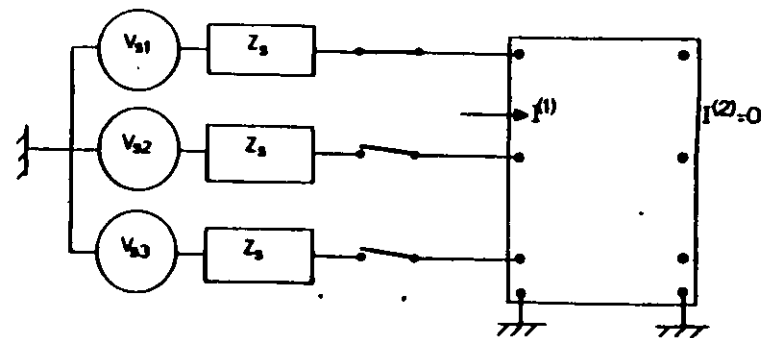 Vs1
Zs
I(1)
I(2)=0
Vs2
Zs
Vs3
Zs